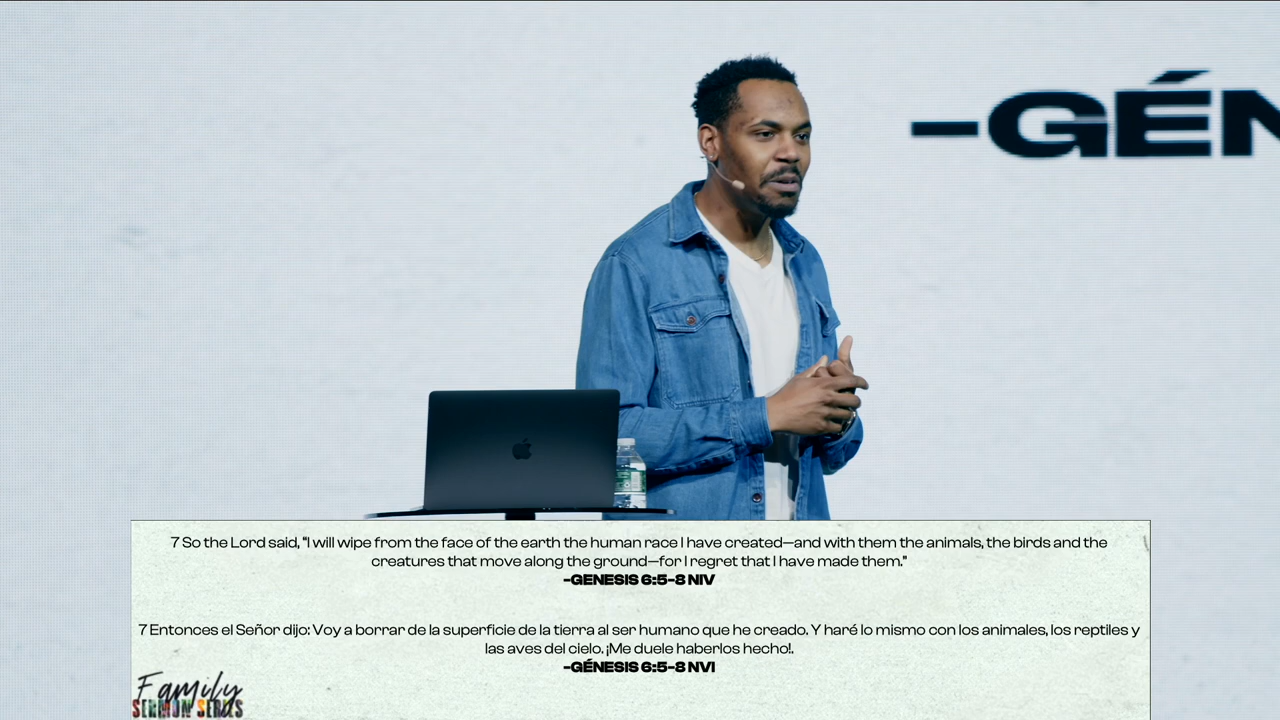 -GÉN
7 So the Lord said, “I will wipe from the face of the earth the human race I have created—and with them the animals, the birds and the
creatures that move along the ground—for I regret that I have made them.”
-GENESIS 6:5-8 NIV
7 Entonces el Señor dijo: Voy a borrar de la superficie de la tierra al ser humano que he creado. Y haré lo mismo con los animales, los reptiles y
las aves del cielo. ¡Me duele haberlos hecho!.
-GÉNESIS 6:5-8 NVI
Family
SERMON SERIES